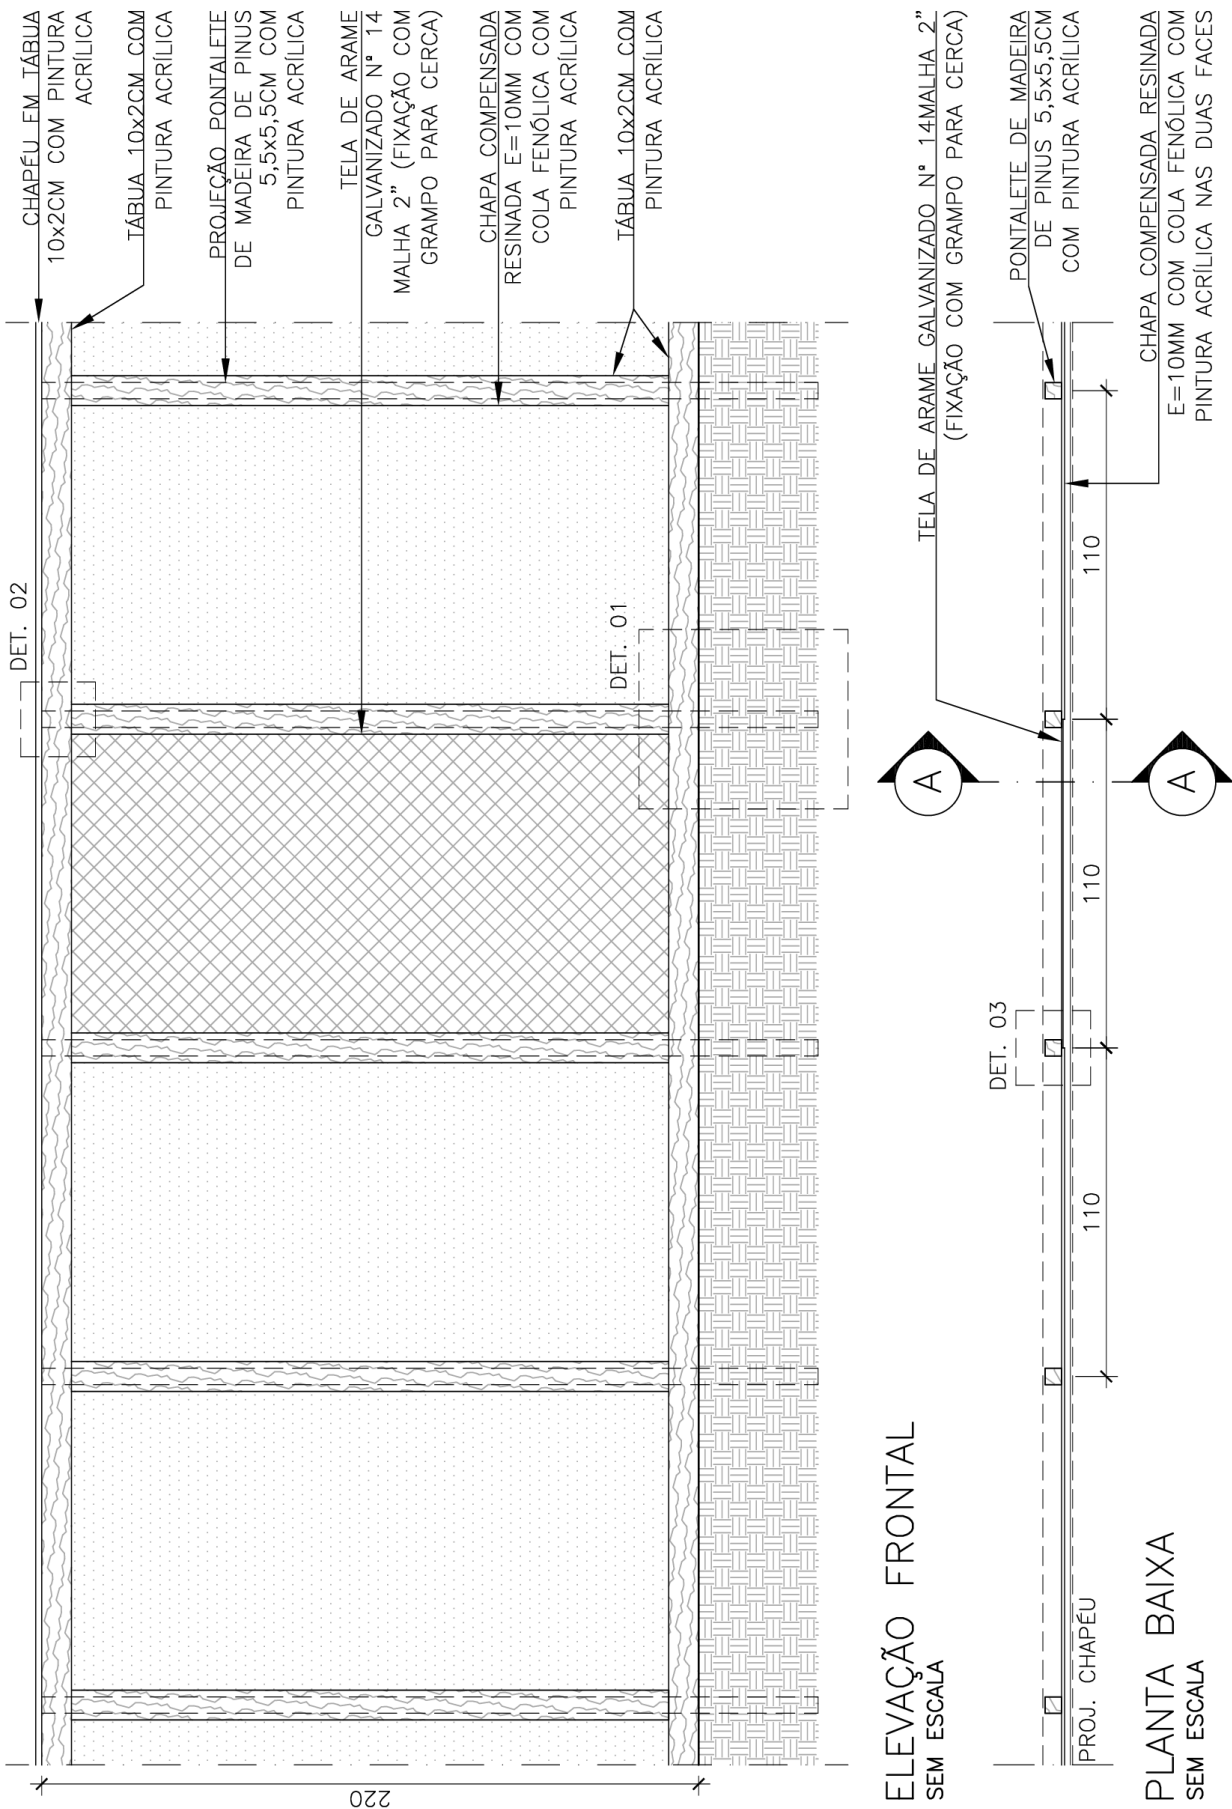 CHAPÉU EM TÁBUA
10x2CM COM PINTURA
ACRÍLICA
TÁBUA 10x2CM COM
PINTURA ACRÍLICA
PROJEÇÃO PONTALETE
DE MADEIRA DE PINUS
5,5x5,5CM COM
PINTURA ACRÍLICA
TELA DE ARAME
GALVANIZADO Nº 14
MALHA 2" (FIXAÇÃO COM
GRAMPO PARA CERCA)
CHAPA COMPENSADA
RESINADA E=10MM COM
COLA FENÓLICA COM
PINTURA ACRÍLICA
TÁBUA 10x2CM COM
PINTURA ACRÍLICA
DET. 02
DET. 01
220
ELEVAÇÃO FRONTAL
SEM ESCALA
TELA DE ARAME GALVANIZADO Nº 14MALHA 2"
(FIXAÇÃO COM GRAMPO PARA CERCA)
PONTALETE DE MADEIRA
DE PINUS 5,5x5,5CM
COM PINTURA ACRÍLICA
CHAPA COMPENSADA RESINADA
E=10MM COM COLA FENÓLICA COM
PINTURA ACRÍLICA NAS DUAS FACES
A
A
DET. 03
110
110
110
PROJ. CHAPÉU
PLANTA BAIXA
SEM ESCALA